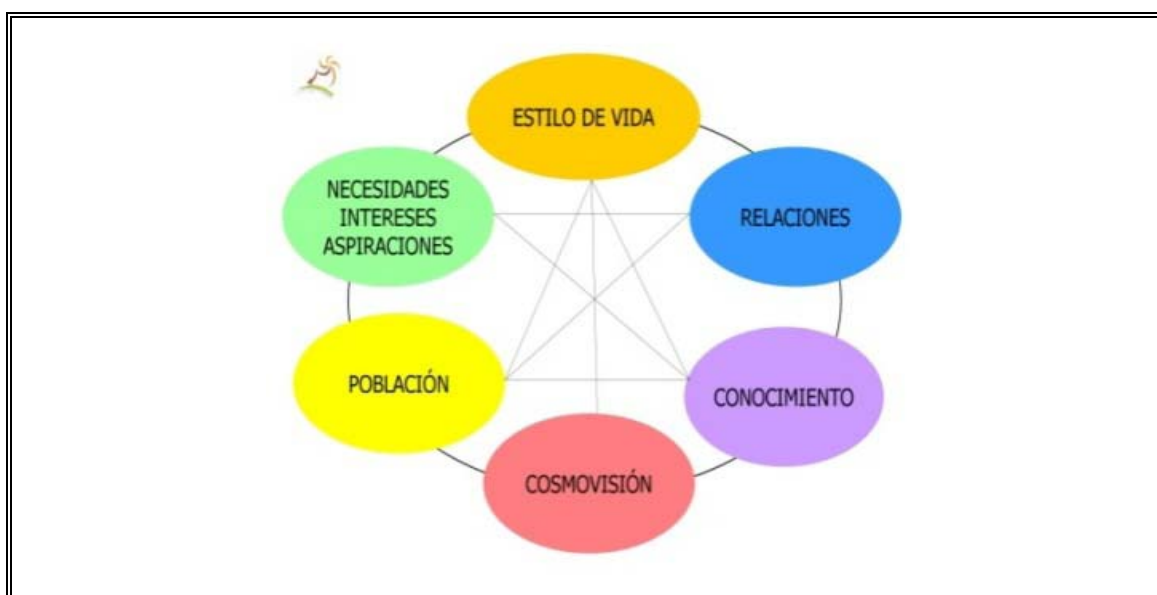 ESTILO DE VIDA
NECESIDADES
INTERESES
ASPIRACIONES
RELACIONES
POBLACIÓN
CONOCIMIENTO
COSMOVISIÓN